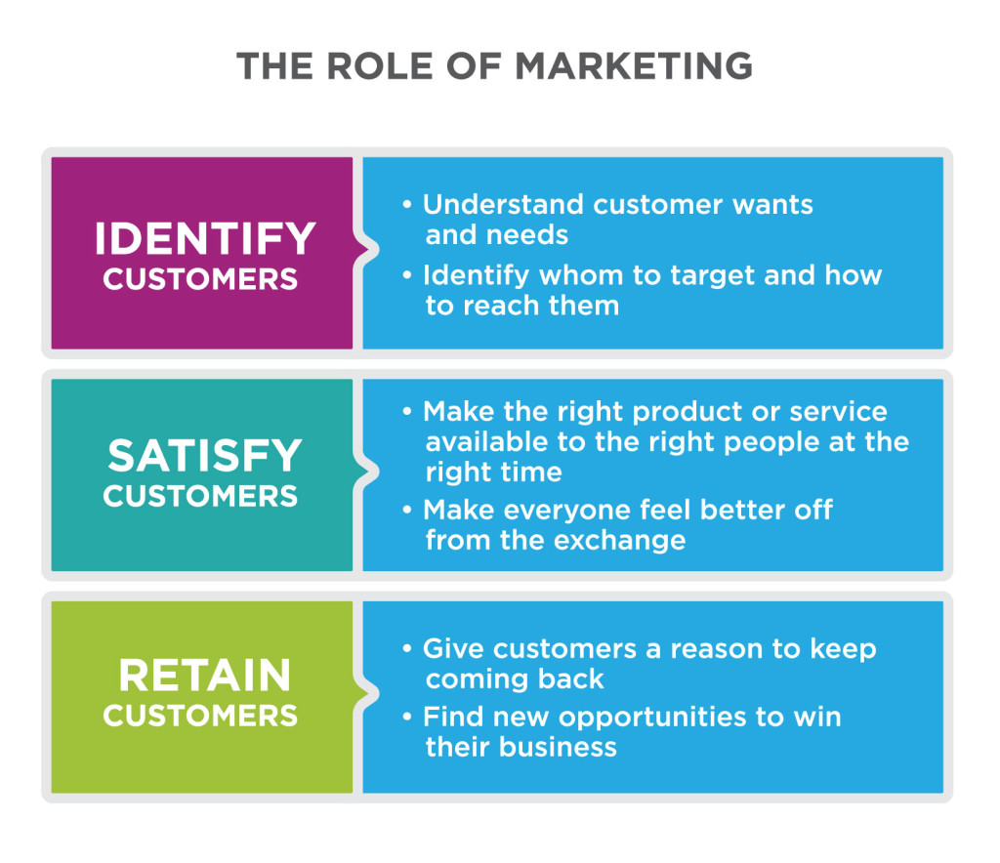 THE ROLE OF MARKETING
IDENTIFY
CUSTOMERS
• Understand customer wants
and needs
• Identify whom to target and how
to reach them
SATISFY
CUSTOMERS
• Make the right product or service
available to the right people at the
right time
• Make everyone feel better off
from the exchange
RETAIN
CUSTOMERS
• Give customers a reason to keep
coming back
• Find new opportunities to win
their business